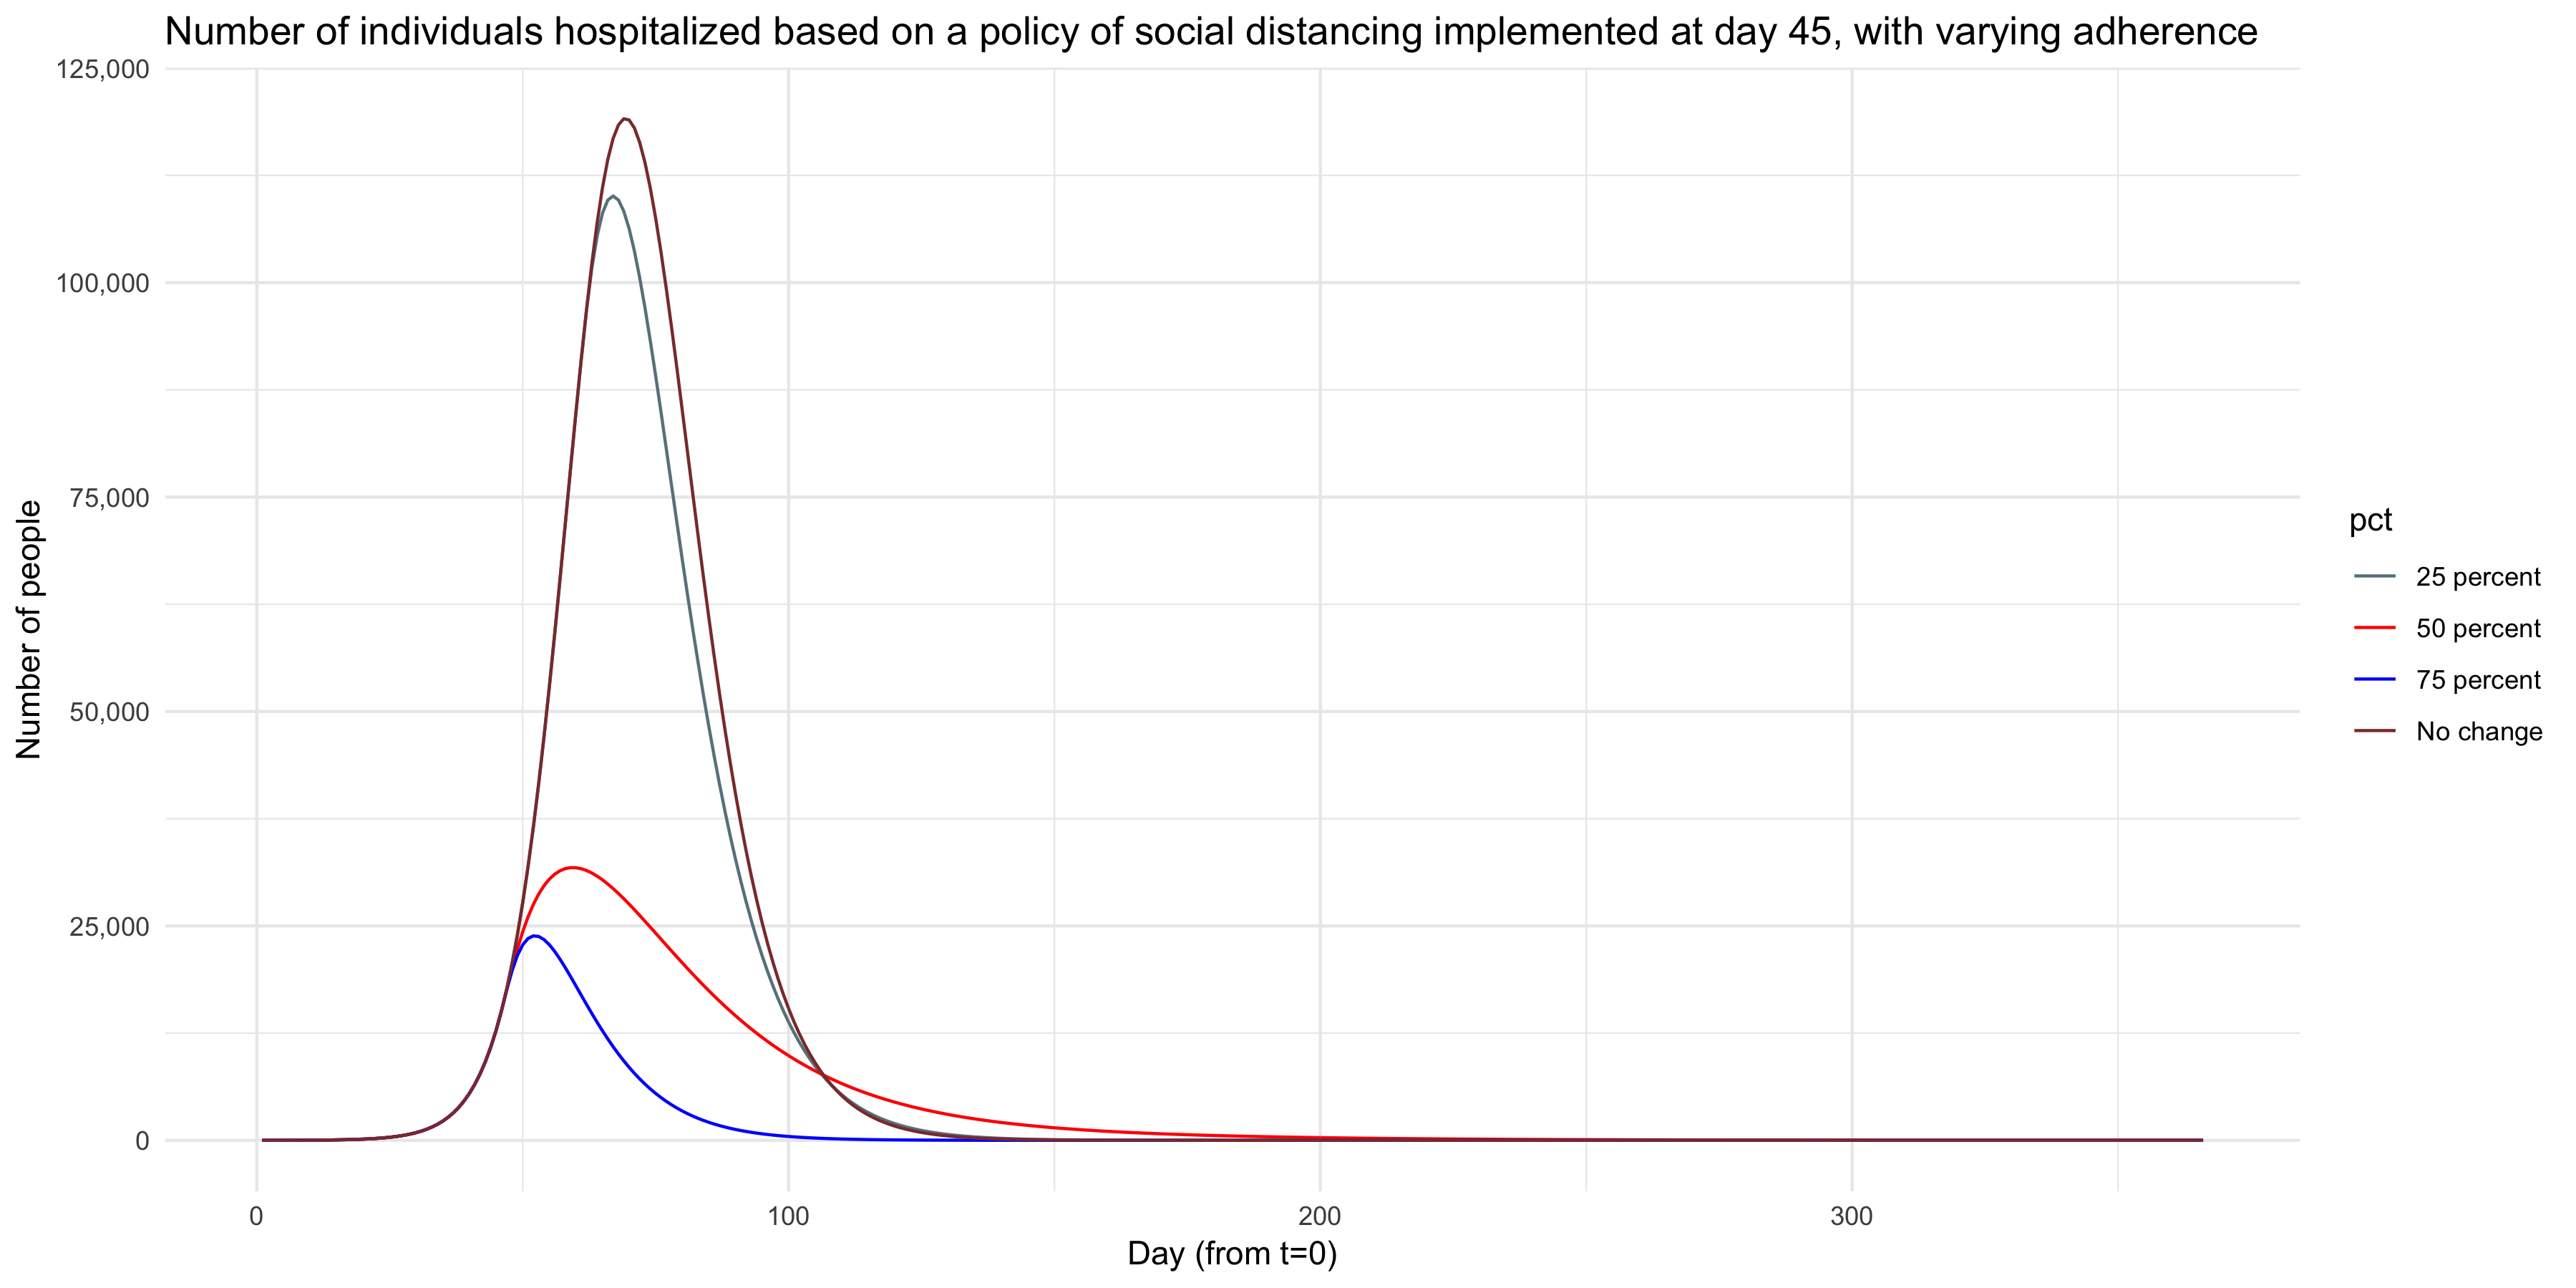 Number of individuals hospitalized based on a policy of social distancing implemented at day 45, with varying adherence
125,000
100,000
75,000
50,000
25,000
0
Number of people
0 100 200 300
Day (from t=0)
pct
25 percent
50 percent
75 percent
No change